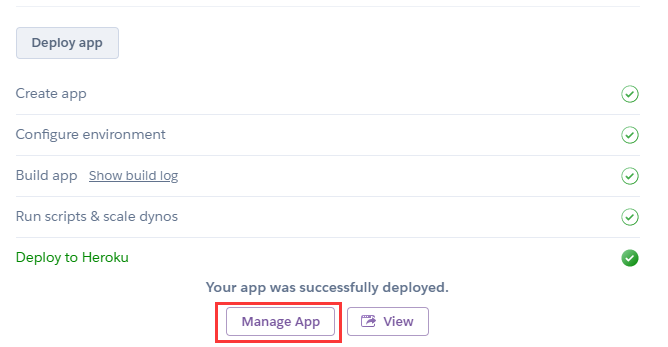 Deploy app
Create app
Configure environment
Build app Show build log
Run scripts & scale dynos
Deploy to Heroku
Your app was successfully deployed.
Manage App View